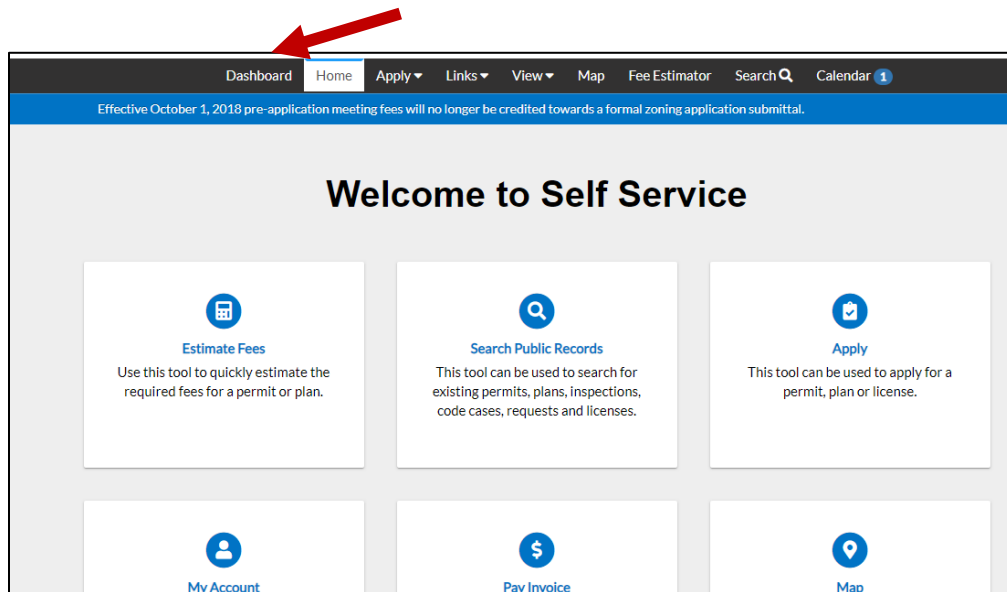 Dashboard Home Apply Links View Map Fee Estimator Search Calendar 1
Effective October 1, 2018 pre-application meeting fees will no longer be credited towards a formal zoning application submittal.
Welcome to Self Service
Estimate Fees
Use this tool to quickly estimate the
required fees for a permit or plan.
Search Public Records
This tool can be used to search for
existing permits, plans, inspections,
code cases, requests and licenses.
Apply
This tool can be used to apply for a
permit, plan or license.
My Account
Pay Invoice
Map